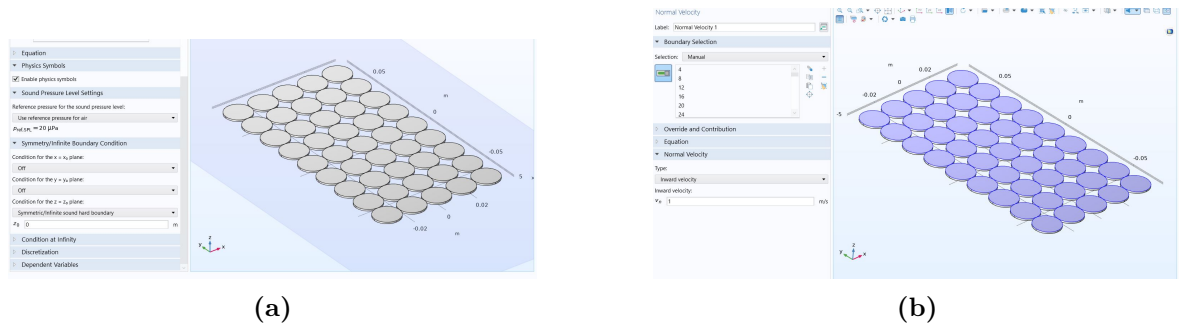 Equation
Physics Symbols
Enable physics symbols
Sound Pressure Level Settings
Reference pressure for the sound pressure level:
Use reference pressure for air
pref,SPL = 20 μPa
Symmetry/Infinite Boundary Condition
Condition for the x = x₀ plane:
Off
Condition for the y = y₀ plane:
Off
Condition for the z = z₀ plane:
Symmetric/Infinite sound hard boundary
z₀ 0 m
Condition at Infinity
Discretization
Dependent Variables
0.05
m
0
-0.05
5
0.02
0
-0.02
m
z
y x
(a)
Normal Velocity
Label: Normal Velocity 1
Boundary Selection
Selection: Manual
4
8
12
16
20
24
Override and Contribution
Equation
Normal Velocity
Type:
Inward velocity
Inward velocity:
vn 1 m/s
m
0.02
0
-0.02
-5
0.05
m
0
-0.05
z
y x
(b)